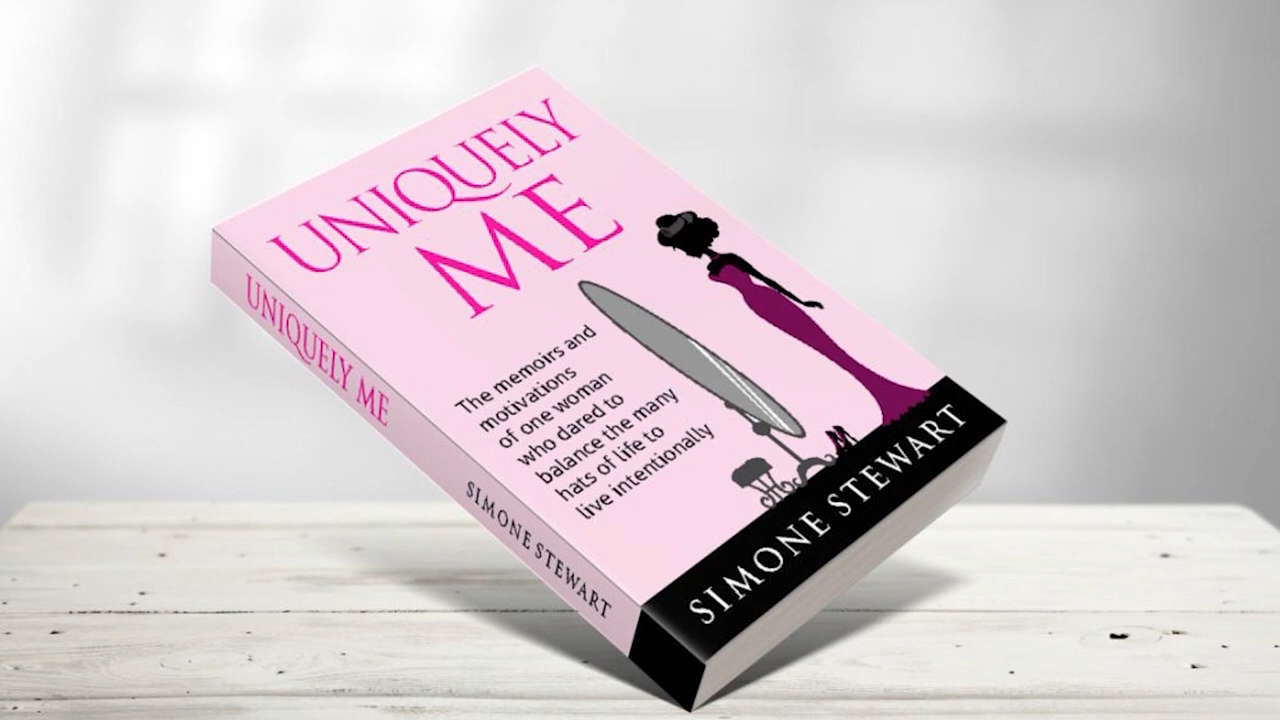 UNIQUELY
ME
The memoirs and
motivations
of one woman
who dared to
balance the many
hats of life to
live intentionally
SIMONE STEWART
UNIQUELY ME
SIMONE STEWART